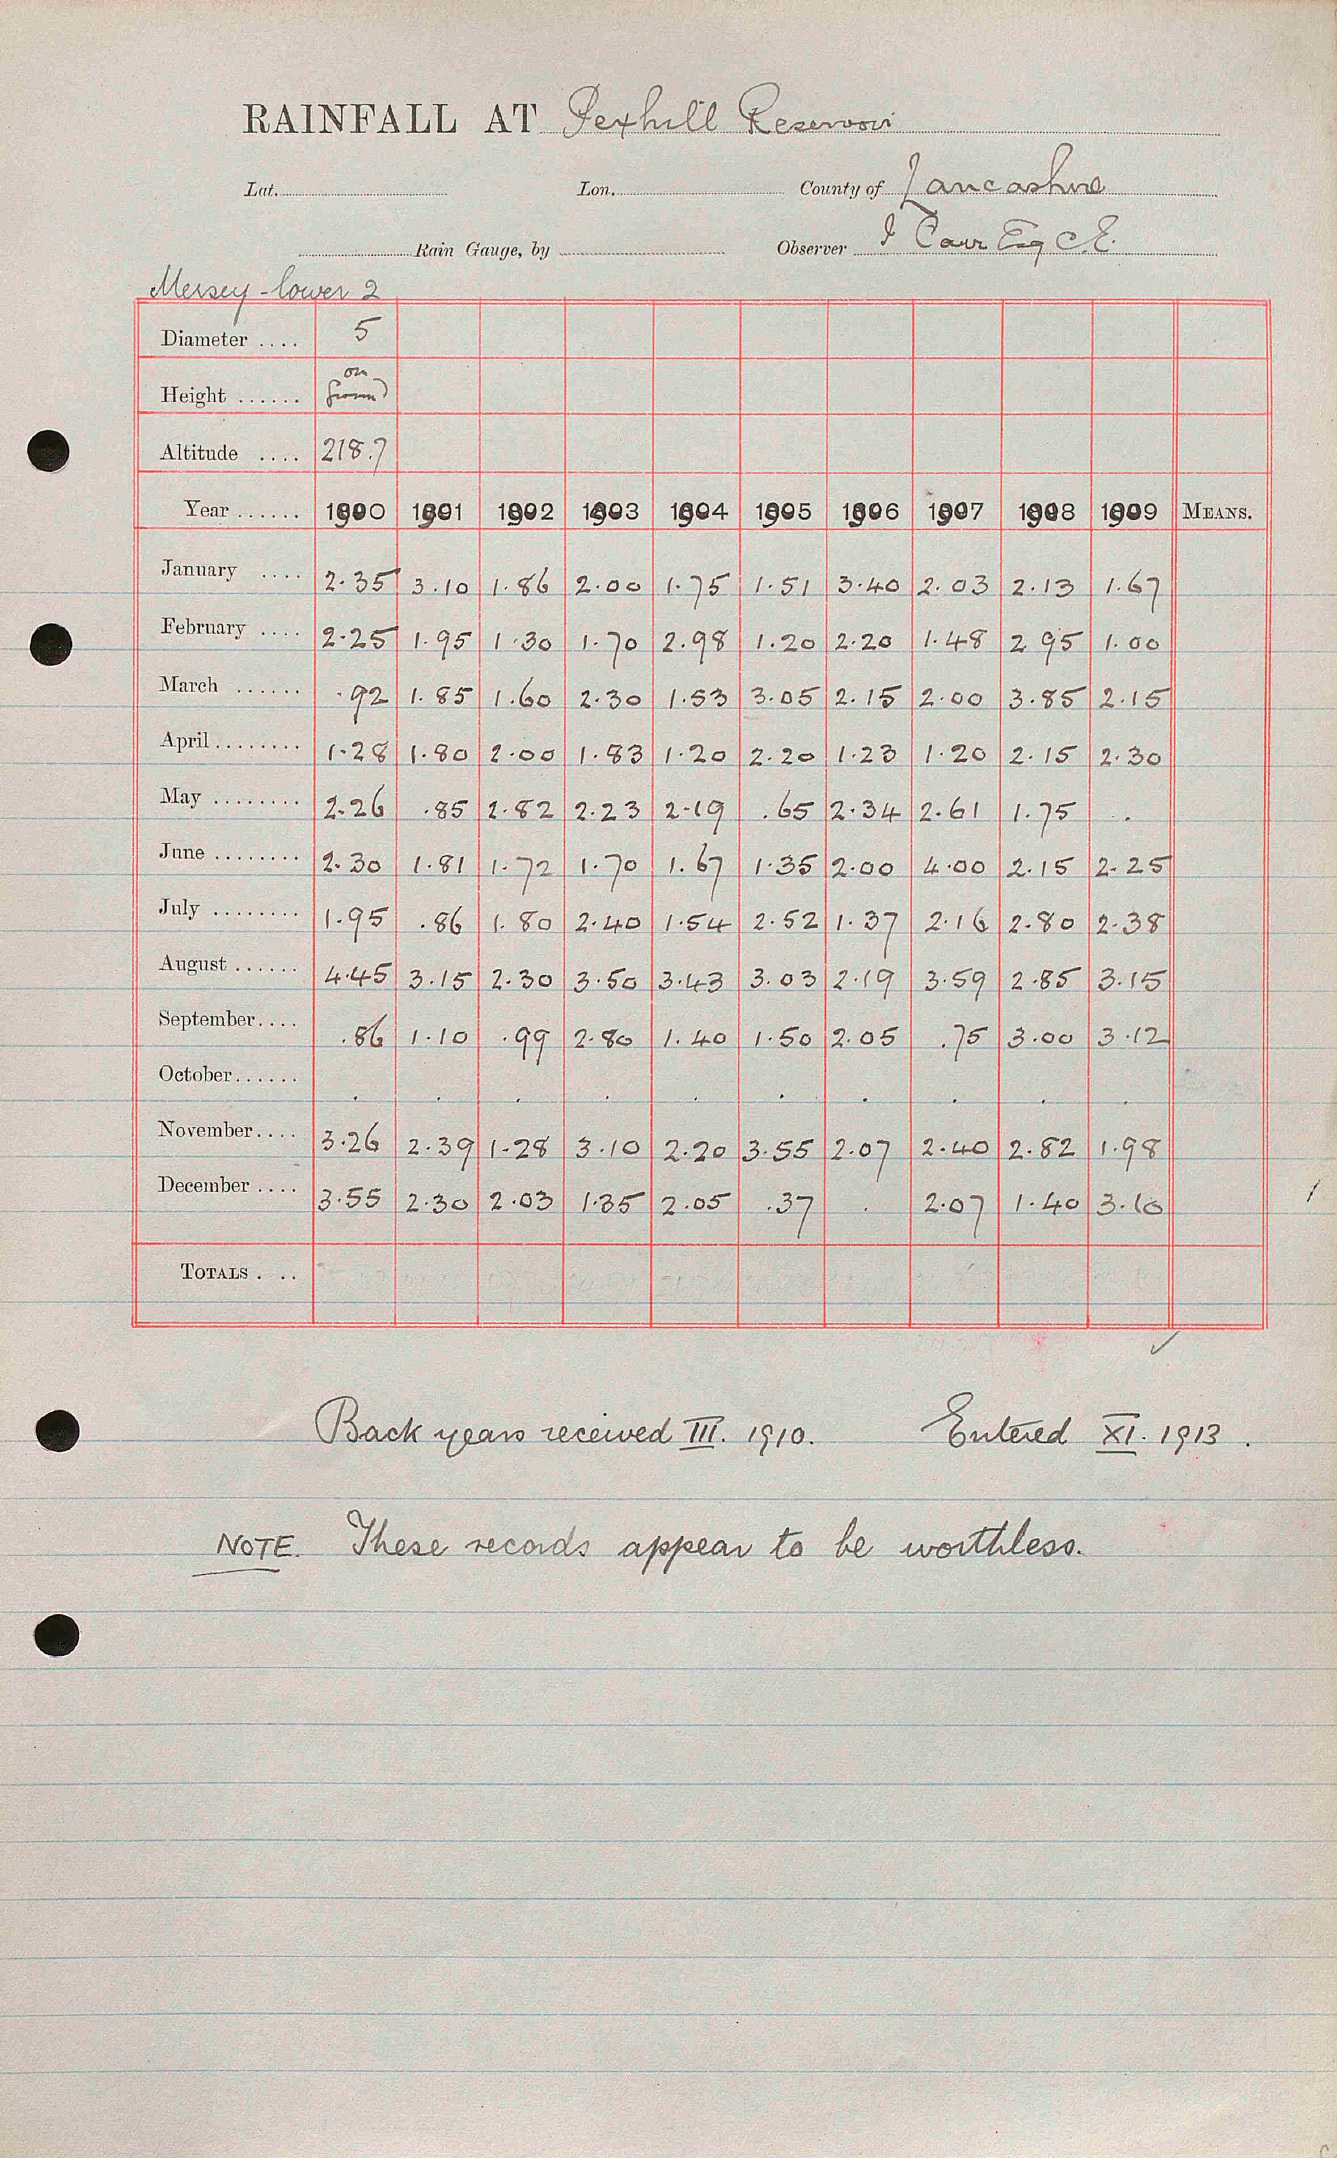 RAINFALL AT Pexhill Reservoir
Lat. Lon. County of Lancashire
Rain Gauge, by Observer J Carr Esq C.E.
Mersey - lower 2
Diameter .... 5
Height ...... on ground
Altitude .... 218.7
Year ...... 1900 1901 1902 1903 1904 1905 1906 1907 1908 1909 MEANS.
January .... 2.35 3.10 1.86 2.00 1.75 1.51 3.40 2.03 2.13 1.67
February .... 2.25 1.95 1.30 1.70 2.98 1.20 2.20 1.48 2.95 1.00
March ...... .92 1.85 1.60 2.30 1.53 3.05 2.15 2.00 3.85 2.15
April........ 1.28 1.80 2.00 1.83 1.20 2.20 1.23 1.20 2.15 2.30
May ........ 2.26 .85 2.82 2.23 2.19 .65 2.34 2.61 1.75 .
June ........ 2.30 1.81 1.72 1.70 1.67 1.35 2.00 4.00 2.15 2.25
July ........ 1.95 .86 1.80 2.40 1.54 2.52 1.37 2.16 2.80 2.38
August ...... 4.45 3.15 2.30 3.50 3.43 3.03 2.19 3.59 2.85 3.15
September.... .86 1.10 .99 2.80 1.40 1.50 2.05 .75 3.00 3.12
October...... . . . . . . . . . .
November.... 3.26 2.39 1.28 3.10 2.20 3.55 2.07 2.40 2.82 1.98
December .... 3.55 2.30 2.03 1.35 2.05 .37 . 2.07 1.40 3.10
TOTALS . ..
Back years received III. 1910. Entered XI. 1913.
NOTE. These records appear to be worthless.